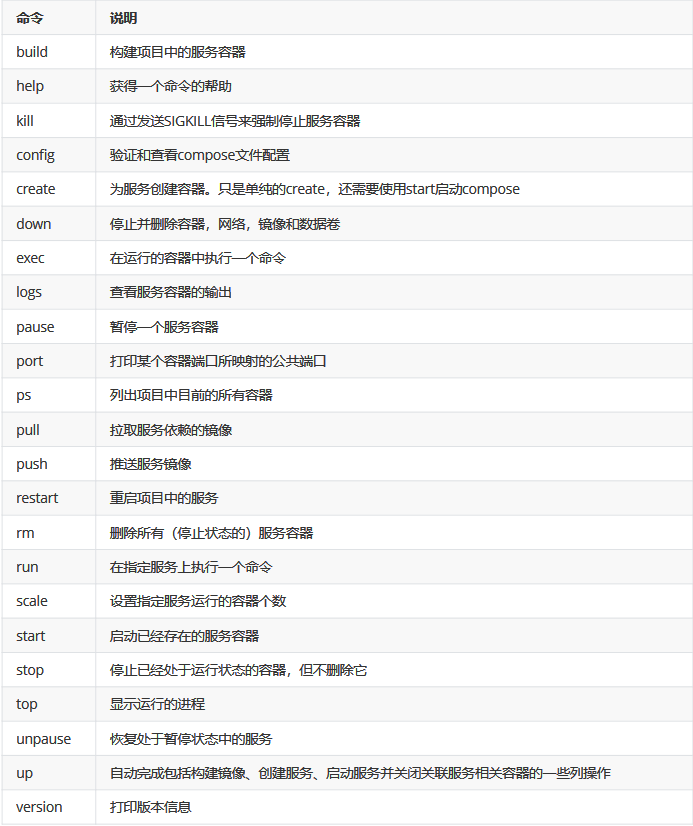 命令 说明
build 构建项目中的服务容器
help 获得一个命令的帮助
kill 通过发送SIGKILL信号来强制停止服务容器
config 验证和查看compose文件配置
create 为服务创建容器。只是单纯的create，还需要使用start启动compose
down 停止并删除容器，网络，镜像和数据卷
exec 在运行的容器中执行一个命令
logs 查看服务容器的输出
pause 暂停一个服务容器
port 打印某个容器端口所映射的公共端口
ps 列出项目中目前的所有容器
pull 拉取服务依赖的镜像
push 推送服务镜像
restart 重启项目中的服务
rm 删除所有（停止状态的）服务容器
run 在指定服务上执行一个命令
scale 设置指定服务运行的容器个数
start 启动已经存在的服务容器
stop 停止已经处于运行状态的容器，但不删除它
top 显示运行的进程
unpause 恢复处于暂停状态中的服务
up 自动完成包括构建镜像、创建服务、启动服务并关闭关联服务相关容器的一些列操作
version 打印版本信息